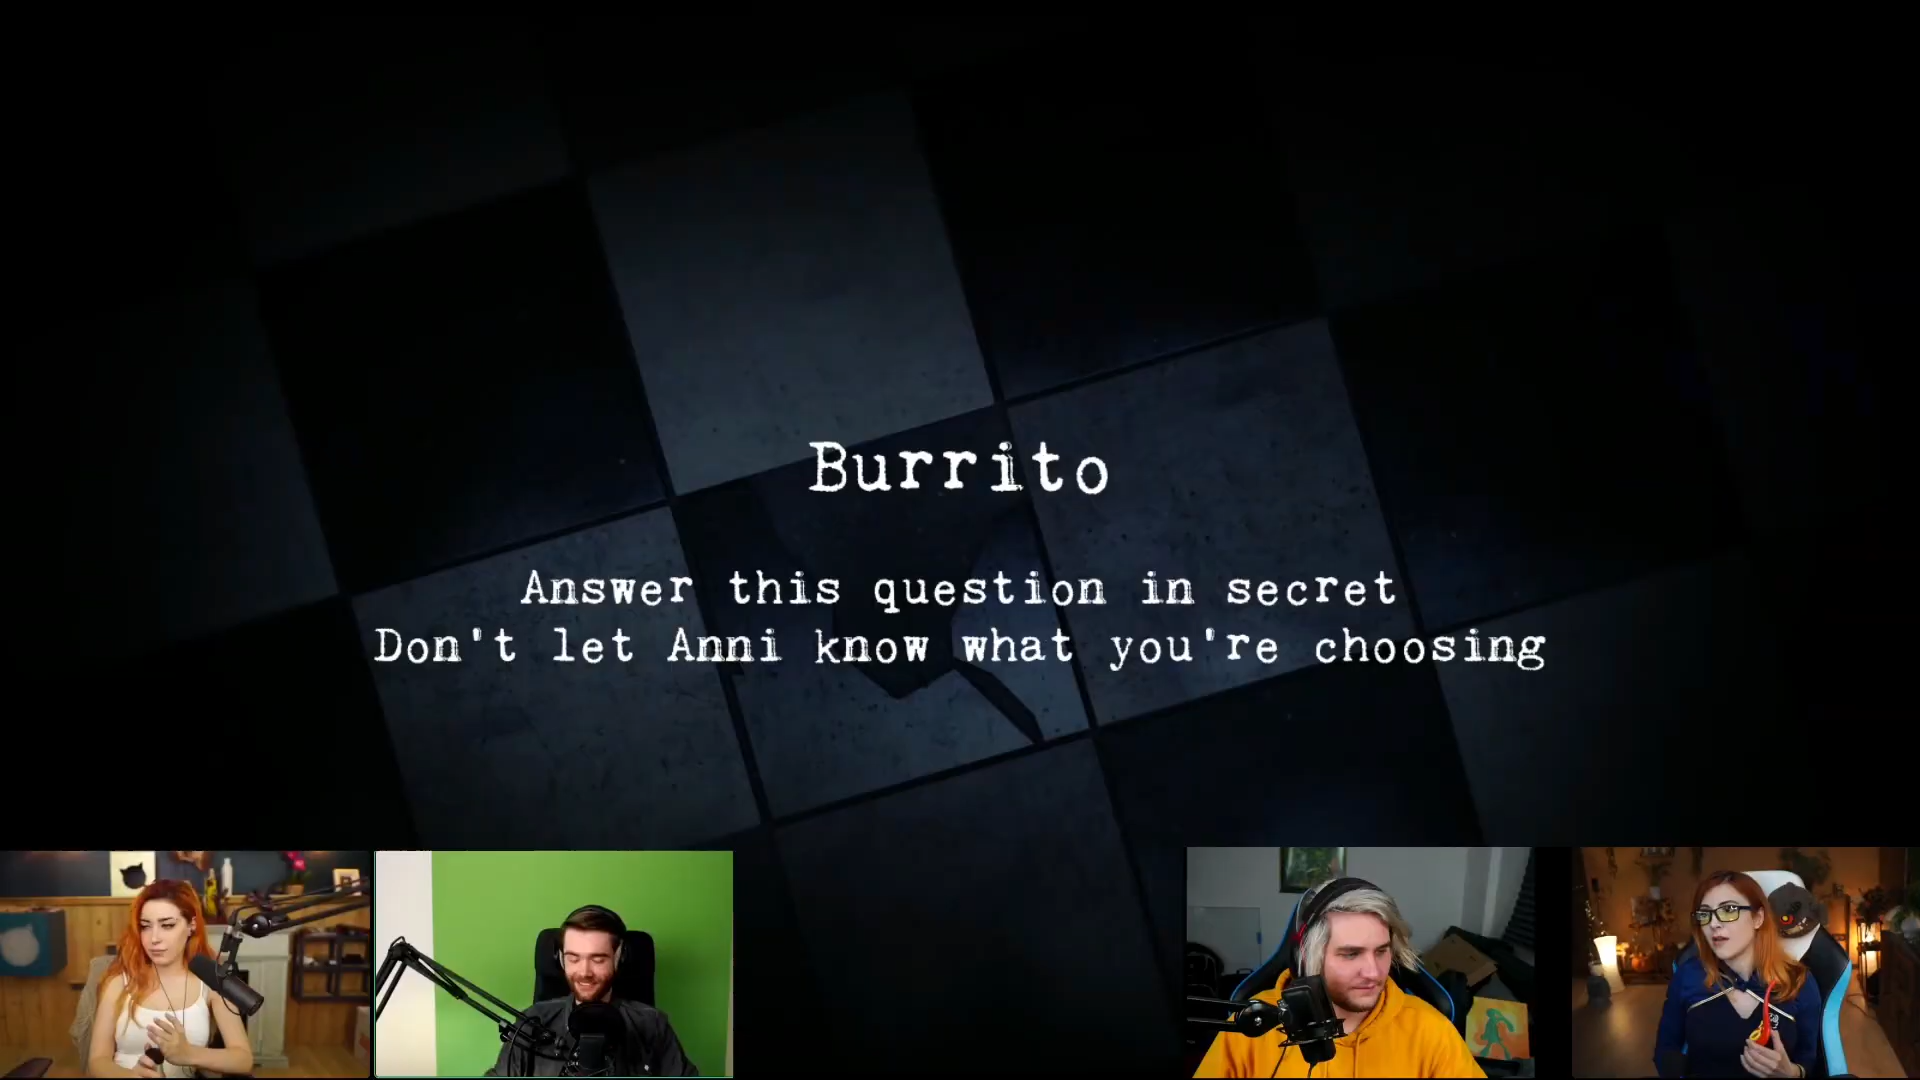 Burrito
Answer this question in secret
Don't let Anni know what you're choosing